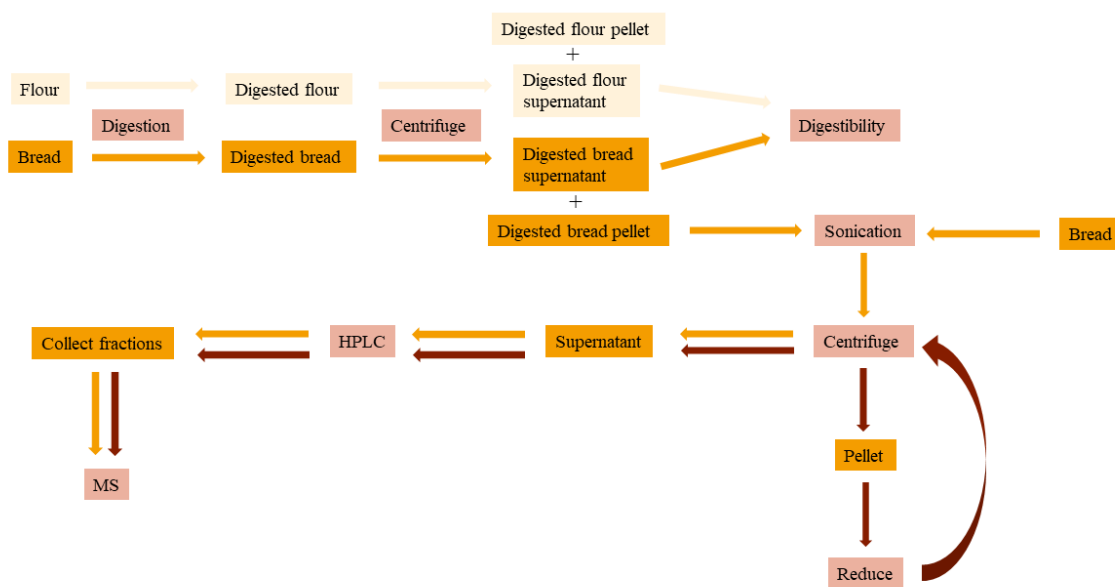 Digested flour pellet
+
Flour
Digested flour
Digested flour
supernatant
Digestion
Centrifuge
Digestibility
Bread
Digested bread
Digested bread
supernatant
+
Digested bread pellet
Sonication
Bread
Collect fractions
HPLC
Supernatant
Centrifuge
Pellet
MS
Reduce